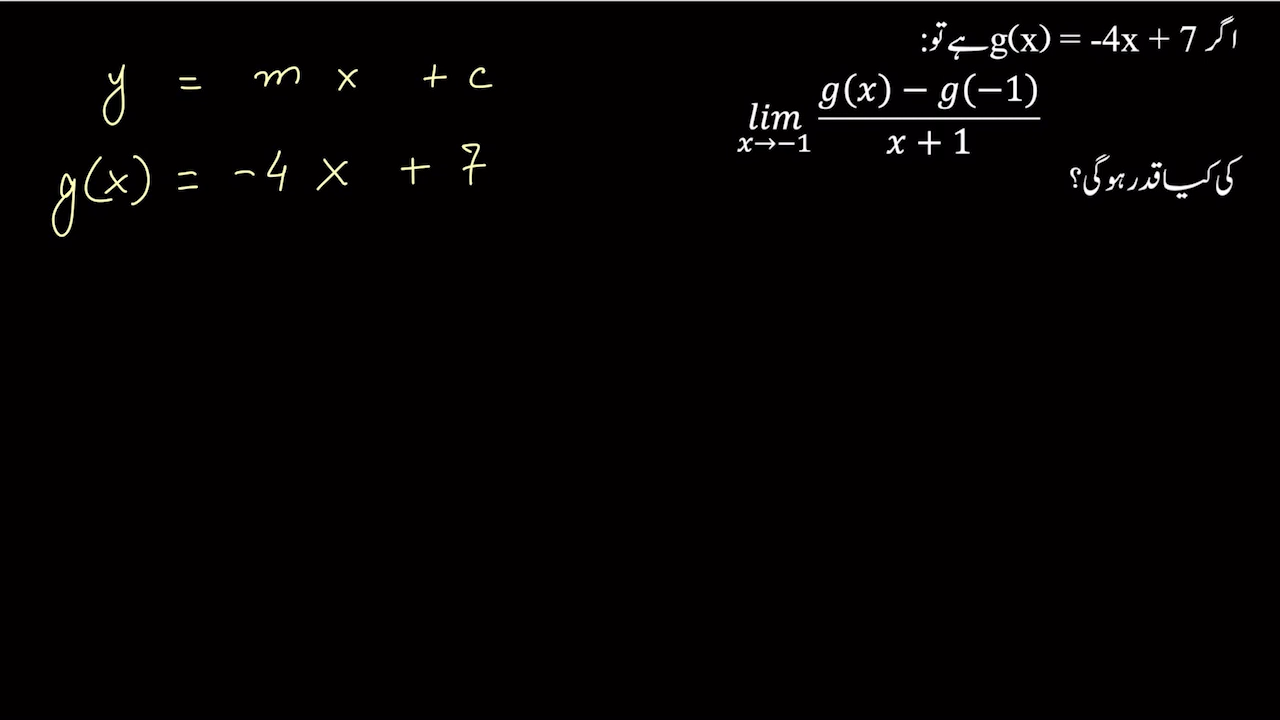 y = m x + c
g(x) = -4 x + 7
اگر g(x) = -4x + 7 ہے تو:
lim x→−1 g(x) − g(−1) / x + 1
کی کیا قدر ہوگی؟